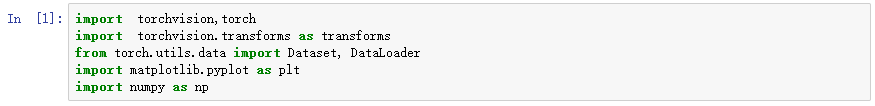 In [1]: import  torchvision,torch
import  torchvision.transforms as transforms
from torch.utils.data import Dataset, DataLoader
import matplotlib.pyplot as plt
import numpy as np